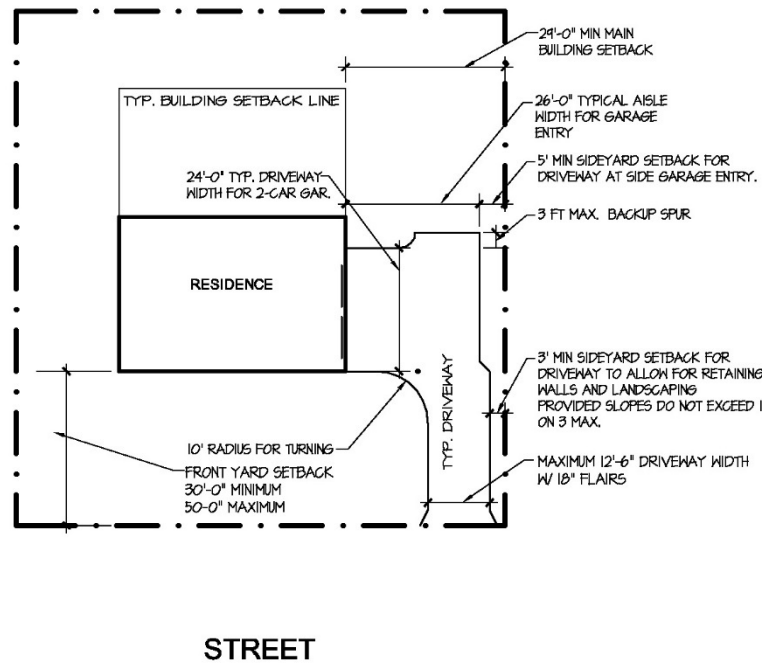 29'-0" MIN MAIN
BUILDING SETBACK
TYP. BUILDING SETBACK LINE
26'-0" TYPICAL AISLE
WIDTH FOR GARAGE
ENTRY
24'-0" TYP. DRIVEWAY
WIDTH FOR 2-CAR GAR.
5' MIN SIDEYARD SETBACK FOR
DRIVEWAY AT SIDE GARAGE ENTRY.
3 FT MAX. BACKUP SPUR
RESIDENCE
3' MIN SIDEYARD SETBACK FOR
DRIVEWAY TO ALLOW FOR RETAINING
WALLS AND LANDSCAPING
PROVIDED SLOPES DO NOT EXCEED 1
ON 3 MAX.
TYP. DRIVEWAY
10' RADIUS FOR TURNING
FRONT YARD SETBACK
30'-0" MINIMUM
50-0" MAXIMUM
MAXIMUM 12'-6" DRIVEWAY WIDTH
W/ 18" FLAIRS
STREET